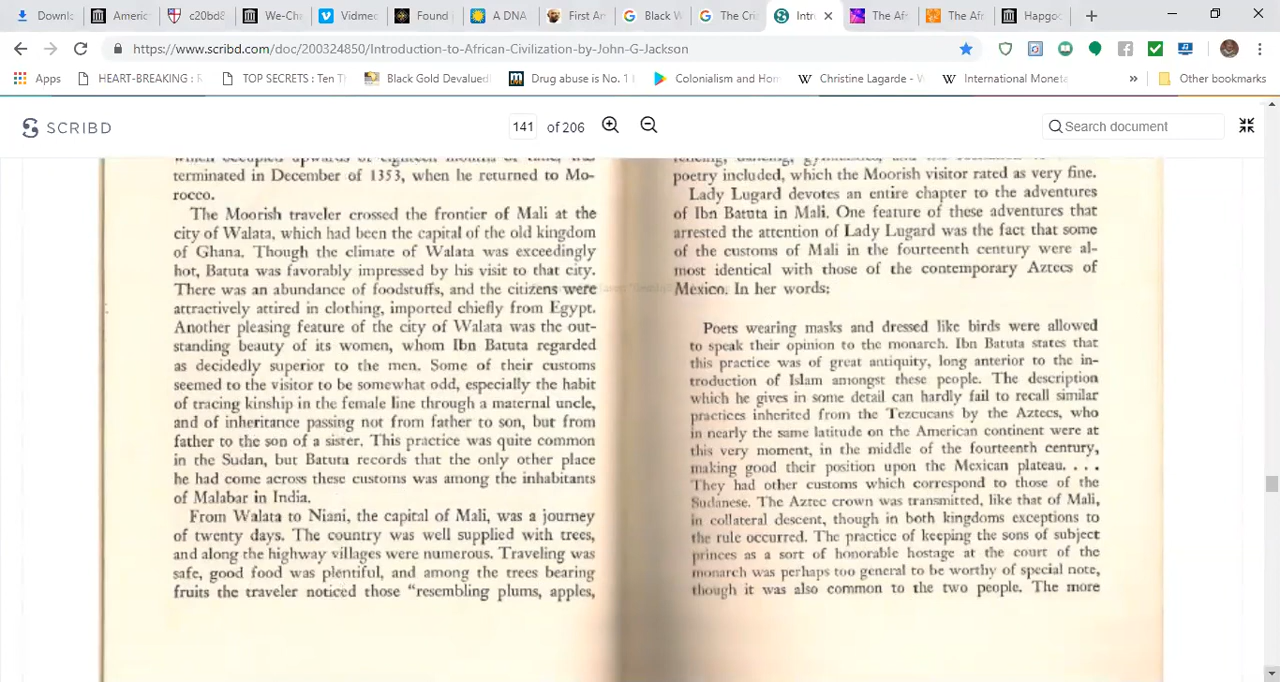 Downlo
Americ
c20bd8
We-Chi
Vidmec
Found
A DNA
First Ar
Black W
The Cri
Intro
The Afr
The Afr
Hapgoc
https://www.scribd.com/doc/200324850/Introduction-to-African-Civilization-by-John-G-Jackson
Apps
HEART-BREAKING : R
TOP SECRETS : Ten Th
Black Gold Devalued
Drug abuse is No. 1
Colonialism and Hom
Christine Lagarde - W
International Moneta
Other bookmarks
SCRIBD
141 of 206
Search document
which occupied upwards of eighteen months of time, was
terminated in December of 1353, when he returned to Mo-
rocco.
The Moorish traveler crossed the frontier of Mali at the
city of Walata, which had been the capital of the old kingdom
of Ghana. Though the climate of Walata was exceedingly
hot, Batuta was favorably impressed by his visit to that city.
There was an abundance of foodstuffs, and the citizens were
attractively attired in clothing, imported chiefly from Egypt.
Another pleasing feature of the city of Walata was the out-
standing beauty of its women, whom Ibn Batuta regarded
as decidedly superior to the men. Some of their customs
seemed to the visitor to be somewhat odd, especially the habit
of tracing kinship in the female line through a maternal uncle,
and of inheritance passing not from father to son, but from
father to the son of a sister. This practice was quite common
in the Sudan, but Batuta records that the only other place
he had come across these customs was among the inhabitants
of Malabar in India.
From Walata to Niani, the capital of Mali, was a journey
of twenty days. The country was well supplied with trees,
and along the highway villages were numerous. Traveling was
safe, good food was plentiful, and among the trees bearing
fruits the traveler noticed those “resembling plums, apples,
fencing, dancing, gymnastics, and the
poetry included, which the Moorish visitor rated as very fine.
Lady Lugard devotes an entire chapter to the adventures
of Ibn Batuta in Mali. One feature of these adventures that
arrested the attention of Lady Lugard was the fact that some
of the customs of Mali in the fourteenth century were al-
most identical with those of the contemporary Aztecs of
Mexico. In her words:
Poets wearing masks and dressed like birds were allowed
to speak their opinion to the monarch. Ibn Batuta states that
this practice was of great antiquity, long anterior to the in-
troduction of Islam amongst these people. The description
which he gives in some detail can hardly fail to recall similar
practices inherited from the Tezcucans by the Aztecs, who
in nearly the same latitude on the American continent were at
this very moment, in the middle of the fourteenth century,
making good their position upon the Mexican plateau. . . .
They had other customs which correspond to those of the
Sudanese. The Aztec crown was transmitted, like that of Mali,
in collateral descent, though in both kingdoms exceptions to
the rule occurred. The practice of keeping the sons of subject
princes as a sort of honorable hostage at the court of the
monarch was perhaps too general to be worthy of special note,
though it was also common to the two people. The more